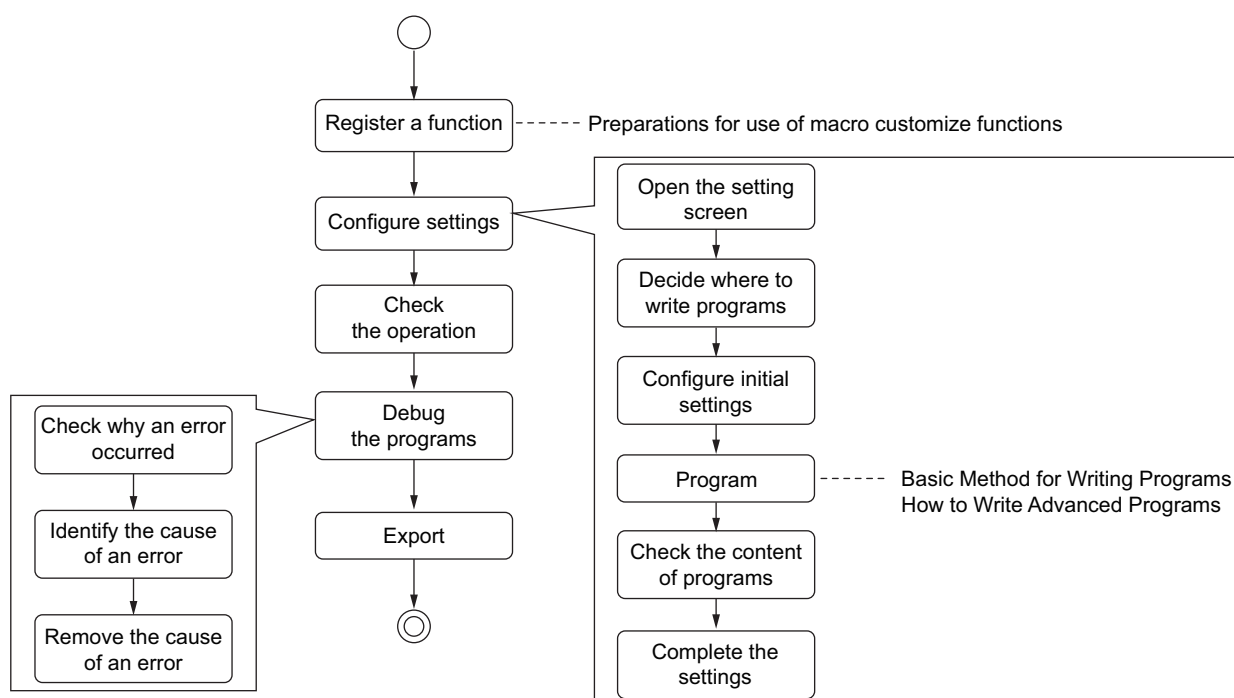 Register a function
Preparations for use of macro customize functions
Configure settings
Check
the operation
Debug
the programs
Export
Check why an error
occurred
Identify the cause
of an error
Remove the cause
of an error
Open the setting
screen
Decide where to
write programs
Configure initial
settings
Program
Basic Method for Writing Programs
How to Write Advanced Programs
Check the content
of programs
Complete the
settings